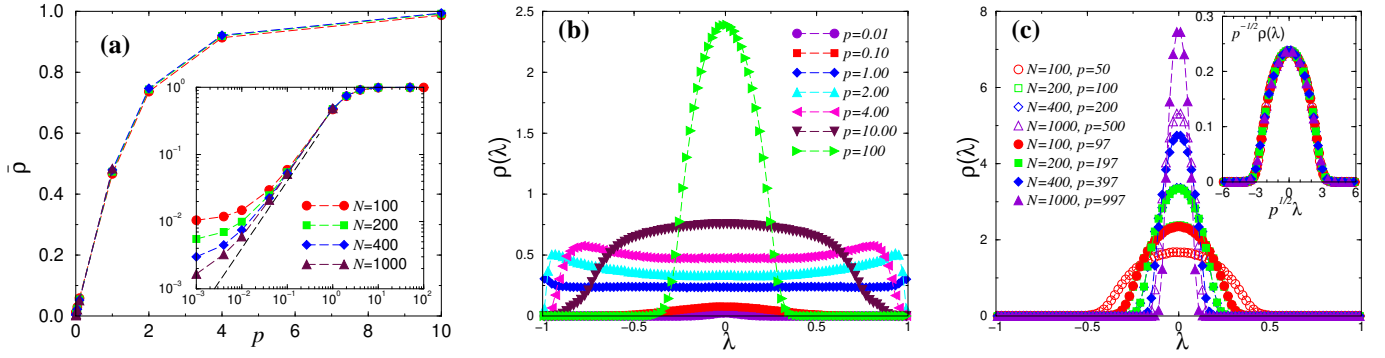 (a)
1.0
0.8
0.6
0.4
0.2
0.0
ρ̄
0 2 4 6 8 10
p
10^0
10^-1
10^-2
10^-3
10^-3 10^-2 10^-1 10^0 10^1 10^2
N=100
N=200
N=400
N=1000
(b)
2.5
2
1.5
1
0.5
0
ρ(λ)
-1 -0.5 0 0.5 1
λ
p=0.01
p=0.10
p=1.00
p=2.00
p=4.00
p=10.00
p=100
(c)
8
6
4
2
0
ρ(λ)
-1 -0.5 0 0.5 1
λ
N=100, p=50
N=200, p=100
N=400, p=200
N=1000, p=500
N=100, p=97
N=200, p=197
N=400, p=397
N=1000, p=997
0.3
0.2
0.1
0
p^-1/2 ρ(λ)
-6 -3 0 3 6
p^1/2 λ